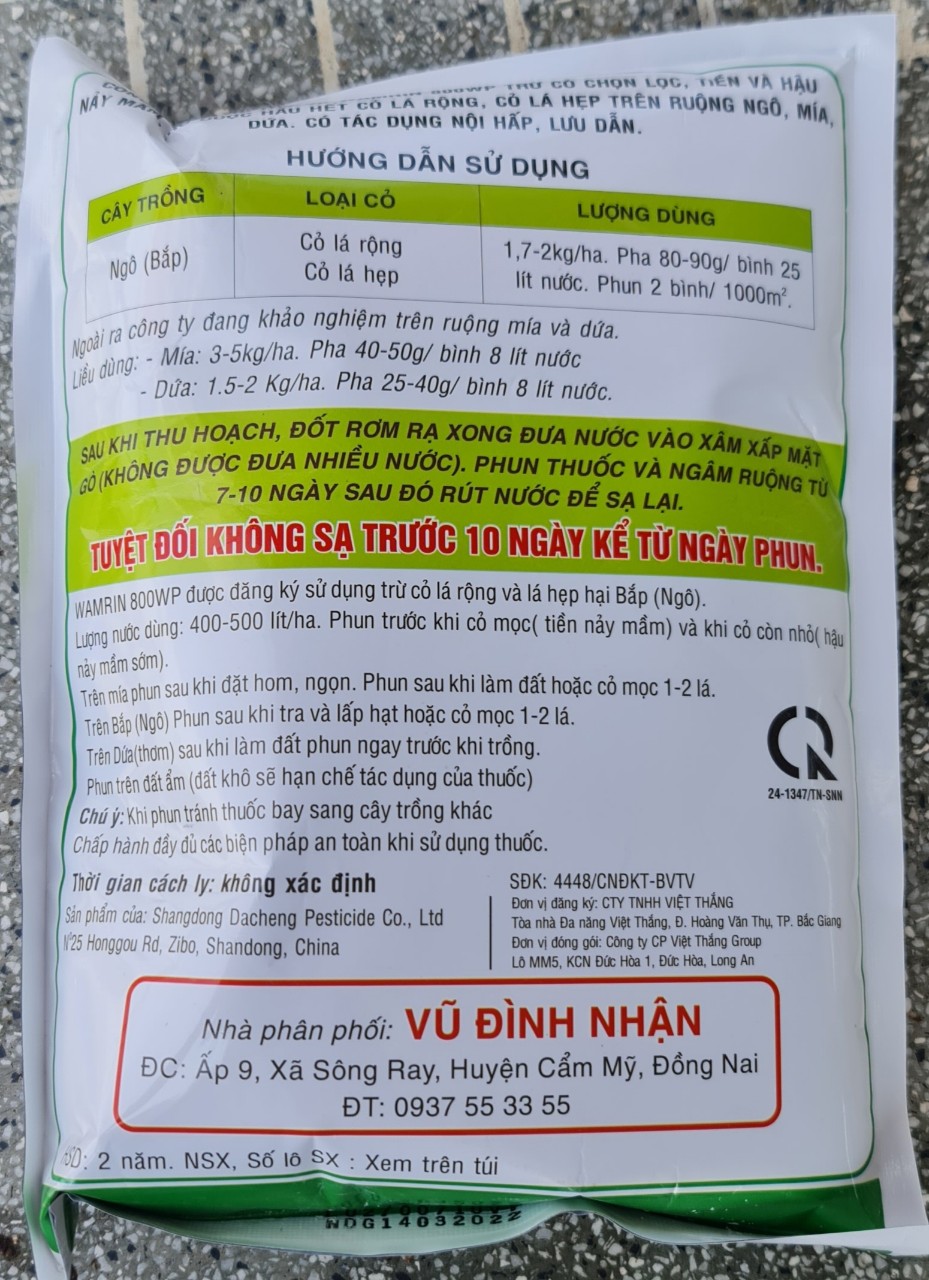 800WP TRỪ CỎ CHỌN LỌC, TIỀN VÀ HẬU
NẢY HẦU HẾT CỎ LÁ RỘNG, CỎ LÁ HẸP TRÊN RUỘNG NGÔ, MÍA,
DỨA. CÓ TÁC DỤNG NỘI HẤP, LƯU DẪN.
HƯỚNG DẪN SỬ DỤNG
CÂY TRỒNG LOẠI CỎ LƯỢNG DÙNG
Ngô (Bắp)
Cỏ lá rộng
Cỏ lá hẹp
1,7-2kg/ha. Pha 80-90g/ bình 25
lít nước. Phun 2 bình/ 1000m².
Ngoài ra công ty đang khảo nghiệm trên ruộng mía và dứa.
Liều dùng: - Mía: 3-5kg/ha. Pha 40-50g/ bình 8 lít nước
- Dứa: 1.5-2 Kg/ha. Pha 25-40g/ bình 8 lít nước.
SAU KHI THU HOẠCH, ĐỐT RƠM RẠ XONG ĐƯA NƯỚC VÀO XÂM XẤP MẶT
GÒ (KHÔNG ĐƯỢC ĐƯA NHIỀU NƯỚC). PHUN THUỐC VÀ NGÂM RUỘNG TỪ
7-10 NGÀY SAU ĐÓ RÚT NƯỚC ĐỂ SẠ LẠI.
TUYỆT ĐỐI KHÔNG SẠ TRƯỚC 10 NGÀY KỂ TỪ NGÀY PHUN.
WAMRIN 800WP được đăng ký sử dụng trừ cỏ lá rộng và lá hẹp hại Bắp (Ngô).
Lượng nước dùng: 400-500 lít/ha. Phun trước khi cỏ mọc( tiền nảy mầm) và khi cỏ còn nhỏ( hậu
nảy mầm sớm).
Trên mía phun sau khi đặt hom, ngọn. Phun sau khi làm đất hoặc cỏ mọc 1-2 lá.
Trên Bắp (Ngô) Phun sau khi tra và lấp hạt hoặc cỏ mọc 1-2 lá.
Trên Dứa(thơm) sau khi làm đất phun ngay trước khi trồng.
Phun trên đất ẩm (đất khô sẽ hạn chế tác dụng của thuốc)
Chú ý: Khi phun tránh thuốc bay sang cây trồng khác
Chấp hành đầy đủ các biện pháp an toàn khi sử dụng thuốc.
24-1347/TN-SNN
Thời gian cách ly: không xác định
Sản phẩm của: Shangdong Dacheng Pesticide Co., Ltd
N°25 Honggou Rd, Zibo, Shandong, China
SĐK: 4448/CNĐKT-BVTV
Đơn vị đăng ký: CTY TNHH VIỆT THẮNG
Tòa nhà Đa năng Việt Thắng, Đ. Hoàng Văn Thụ, TP. Bắc Giang
Đơn vị đóng gói: Công ty CP Việt Thắng Group
Lô MM5, KCN Đức Hòa 1, Đức Hòa, Long An
Nhà phân phối: VŨ ĐÌNH NHẬN
ĐC: Ấp 9, Xã Sông Ray, Huyện Cẩm Mỹ, Đồng Nai
ĐT: 0937 55 33 55
HSD: 2 năm. NSX, Số lô SX : Xem trên túi
NDG14032022